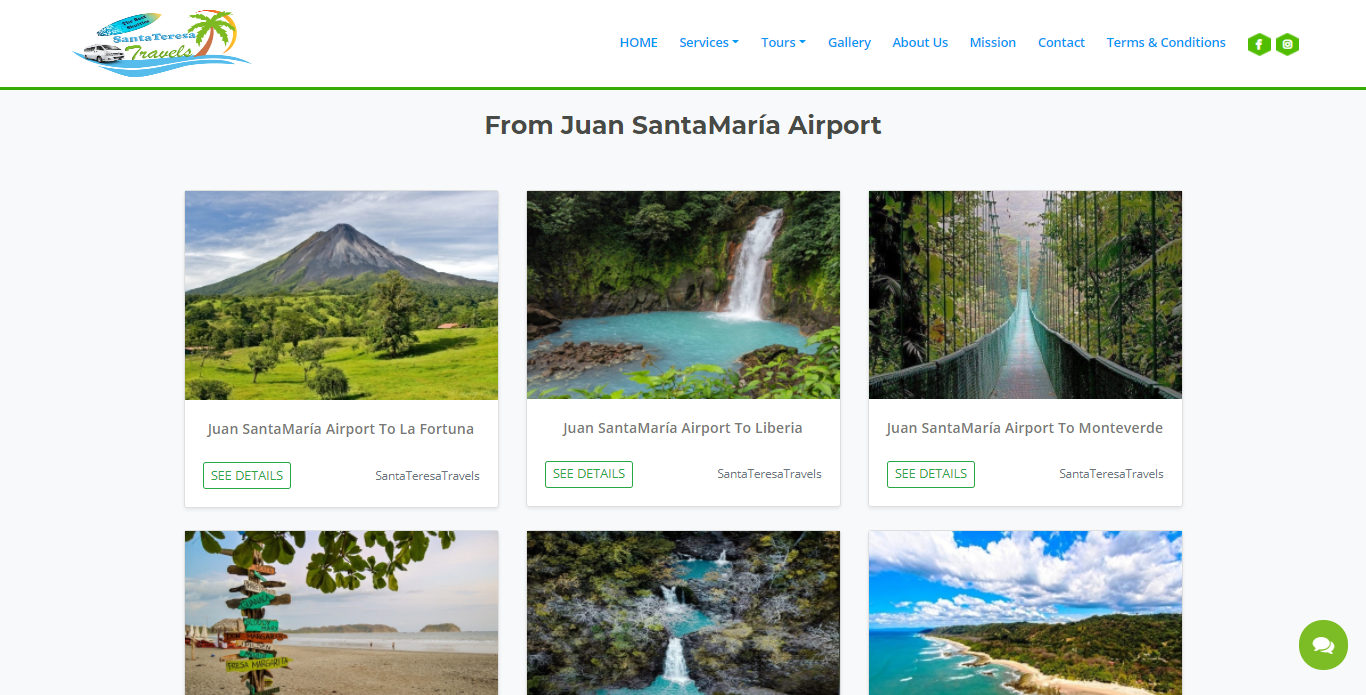 The Best
Shuttles
SantaTeresa
Travels
HOME Services Tours Gallery About Us Mission Contact Terms & Conditions
From Juan SantaMaría Airport
Juan SantaMaría Airport To La Fortuna
Juan SantaMaría Airport To Liberia
Juan SantaMaría Airport To Monteverde
SEE DETAILS SantaTeresaTravels
SEE DETAILS SantaTeresaTravels
SEE DETAILS SantaTeresaTravels